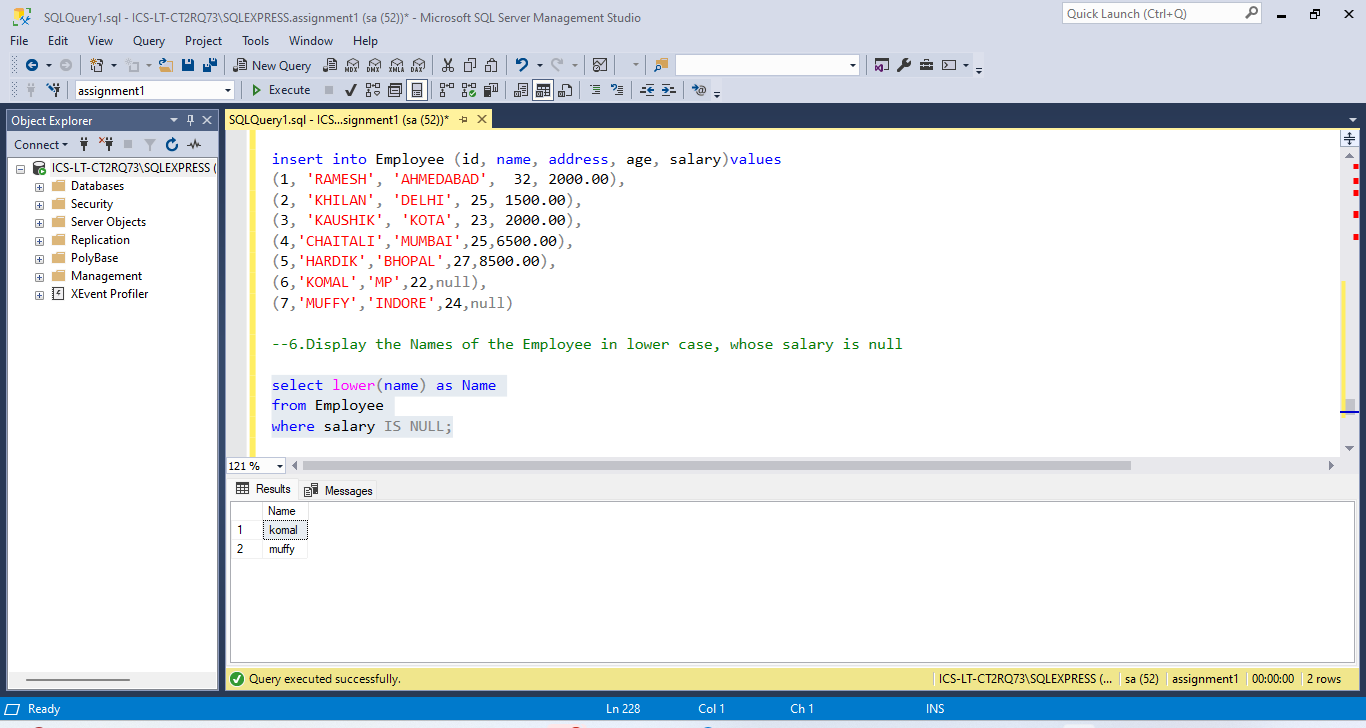 SQLQuery1.sql - ICS-LT-CT2RQ73\SQLEXPRESS.assignment1 (sa (52))* - Microsoft SQL Server Management Studio
Quick Launch (Ctrl+Q)
File Edit View Query Project Tools Window Help
New Query MDX DMX XMLA DAX
assignment1 Execute
Object Explorer
SQLQuery1.sql - ICS...signment1 (sa (52))*
Connect
ICS-LT-CT2RQ73\SQLEXPRESS (
Databases
Security
Server Objects
Replication
PolyBase
Management
XEvent Profiler
insert into Employee (id, name, address, age, salary)values
(1, 'RAMESH', 'AHMEDABAD',  32, 2000.00),
(2, 'KHILAN', 'DELHI', 25, 1500.00),
(3, 'KAUSHIK', 'KOTA', 23, 2000.00),
(4,'CHAITALI','MUMBAI',25,6500.00),
(5,'HARDIK','BHOPAL',27,8500.00),
(6,'KOMAL','MP',22,null),
(7,'MUFFY','INDORE',24,null)
--6.Display the Names of the Employee in lower case, whose salary is null
select lower(name) as Name
from Employee
where salary IS NULL;
121 %
Results Messages
Name
1 komal
2 muffy
Query executed successfully.
ICS-LT-CT2RQ73\SQLEXPRESS (... sa (52) assignment1 00:00:00 2 rows
Ready Ln 228 Col 1 Ch 1 INS